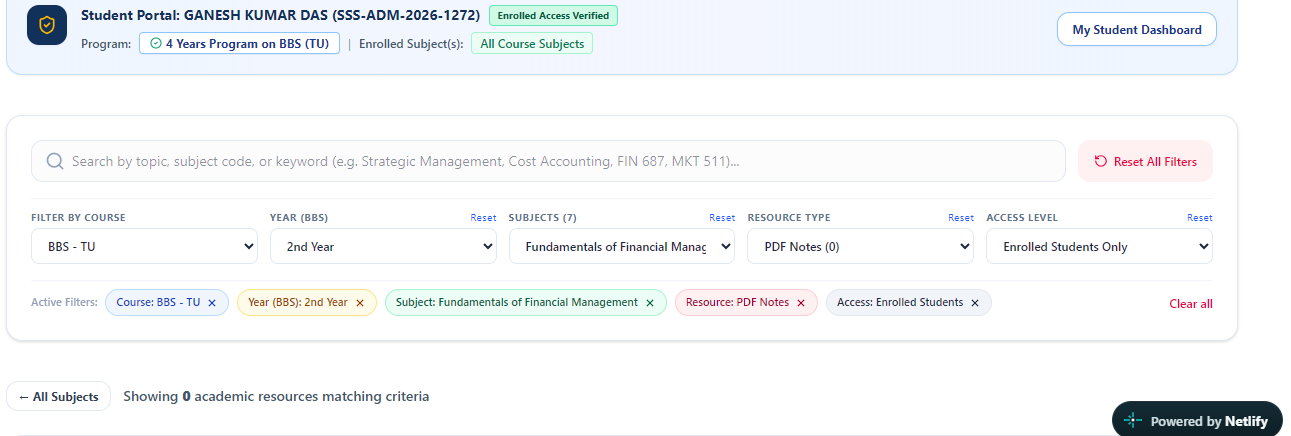 Student Portal: GANESH KUMAR DAS (SSS-ADM-2026-1272) Enrolled Access Verified
Program: 4 Years Program on BBS (TU) | Enrolled Subject(s): All Course Subjects
My Student Dashboard
Search by topic, subject code, or keyword (e.g. Strategic Management, Cost Accounting, FIN 687, MKT 511)...
Reset All Filters
FILTER BY COURSE
BBS - TU
YEAR (BBS) Reset
2nd Year
SUBJECTS (7) Reset
Fundamentals of Financial Manag
RESOURCE TYPE Reset
PDF Notes (0)
ACCESS LEVEL Reset
Enrolled Students Only
Active Filters: Course: BBS - TU × Year (BBS): 2nd Year × Subject: Fundamentals of Financial Management × Resource: PDF Notes × Access: Enrolled Students ×
Clear all
← All Subjects Showing 0 academic resources matching criteria
Powered by Netlify